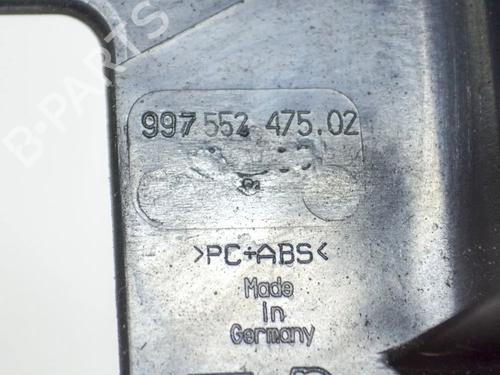 B-PARTS
997 552 475.02
>PC+ABS<
Made
In
Germany